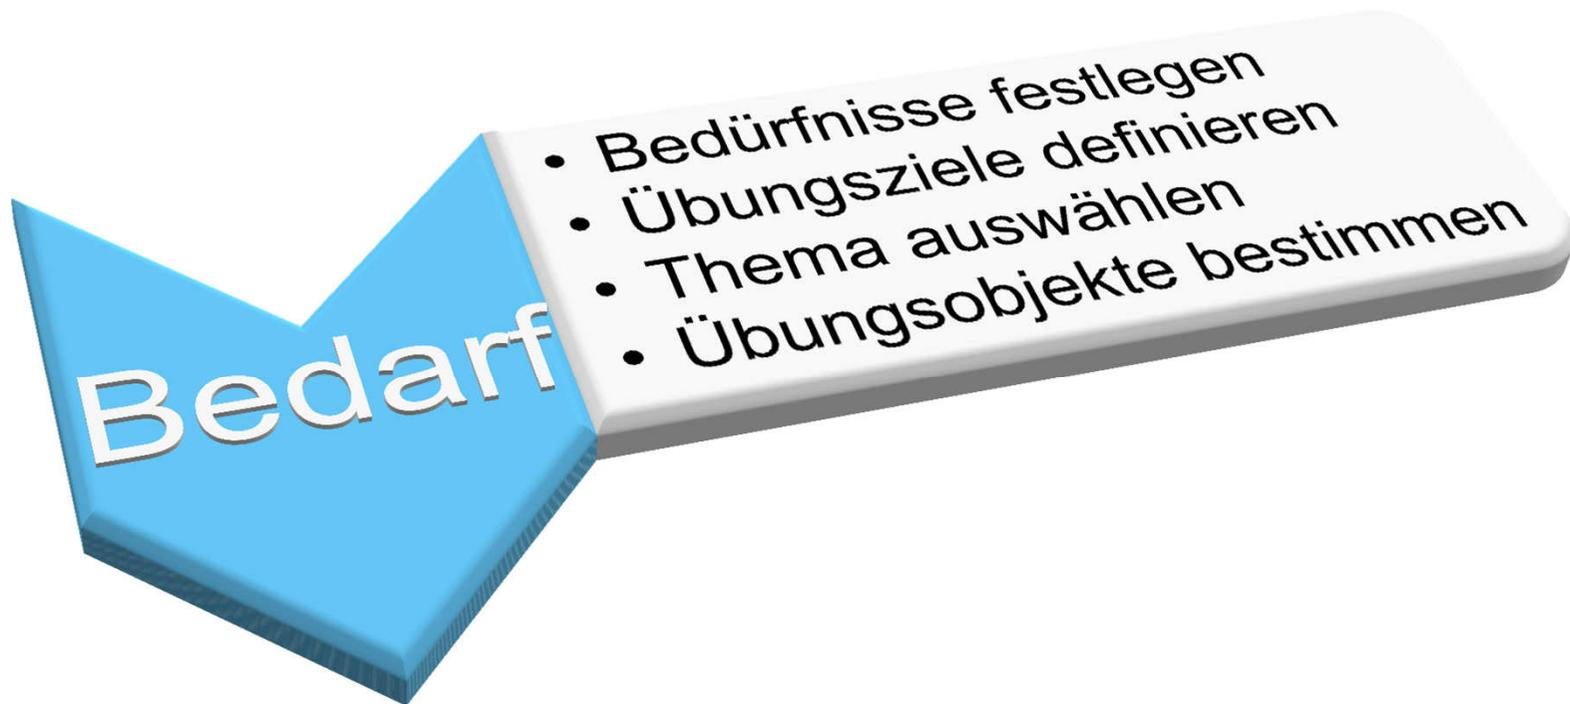 Bedarf
• Bedürfnisse festlegen
• Übungsziele definieren
• Thema auswählen
• Übungsobjekte bestimmen